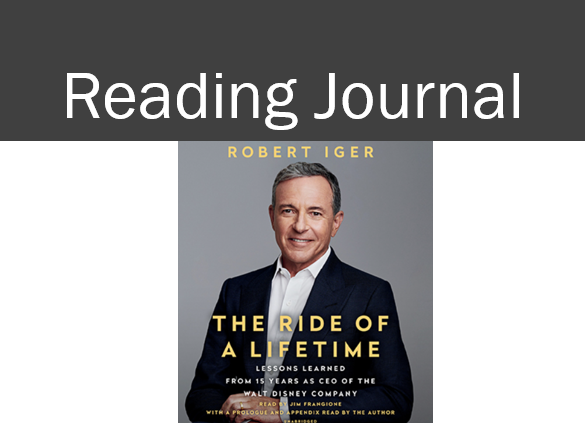 Reading Journal
ROBERT IGER
THE RIDE OF
A LIFETIME
LESSONS LEARNED
FROM 15 YEARS AS CEO OF THE
WALT DISNEY COMPANY
READ BY JIM FRANGIONE
WITH A PROLOGUE AND APPENDIX READ BY THE AUTHOR
UNABRIDGED